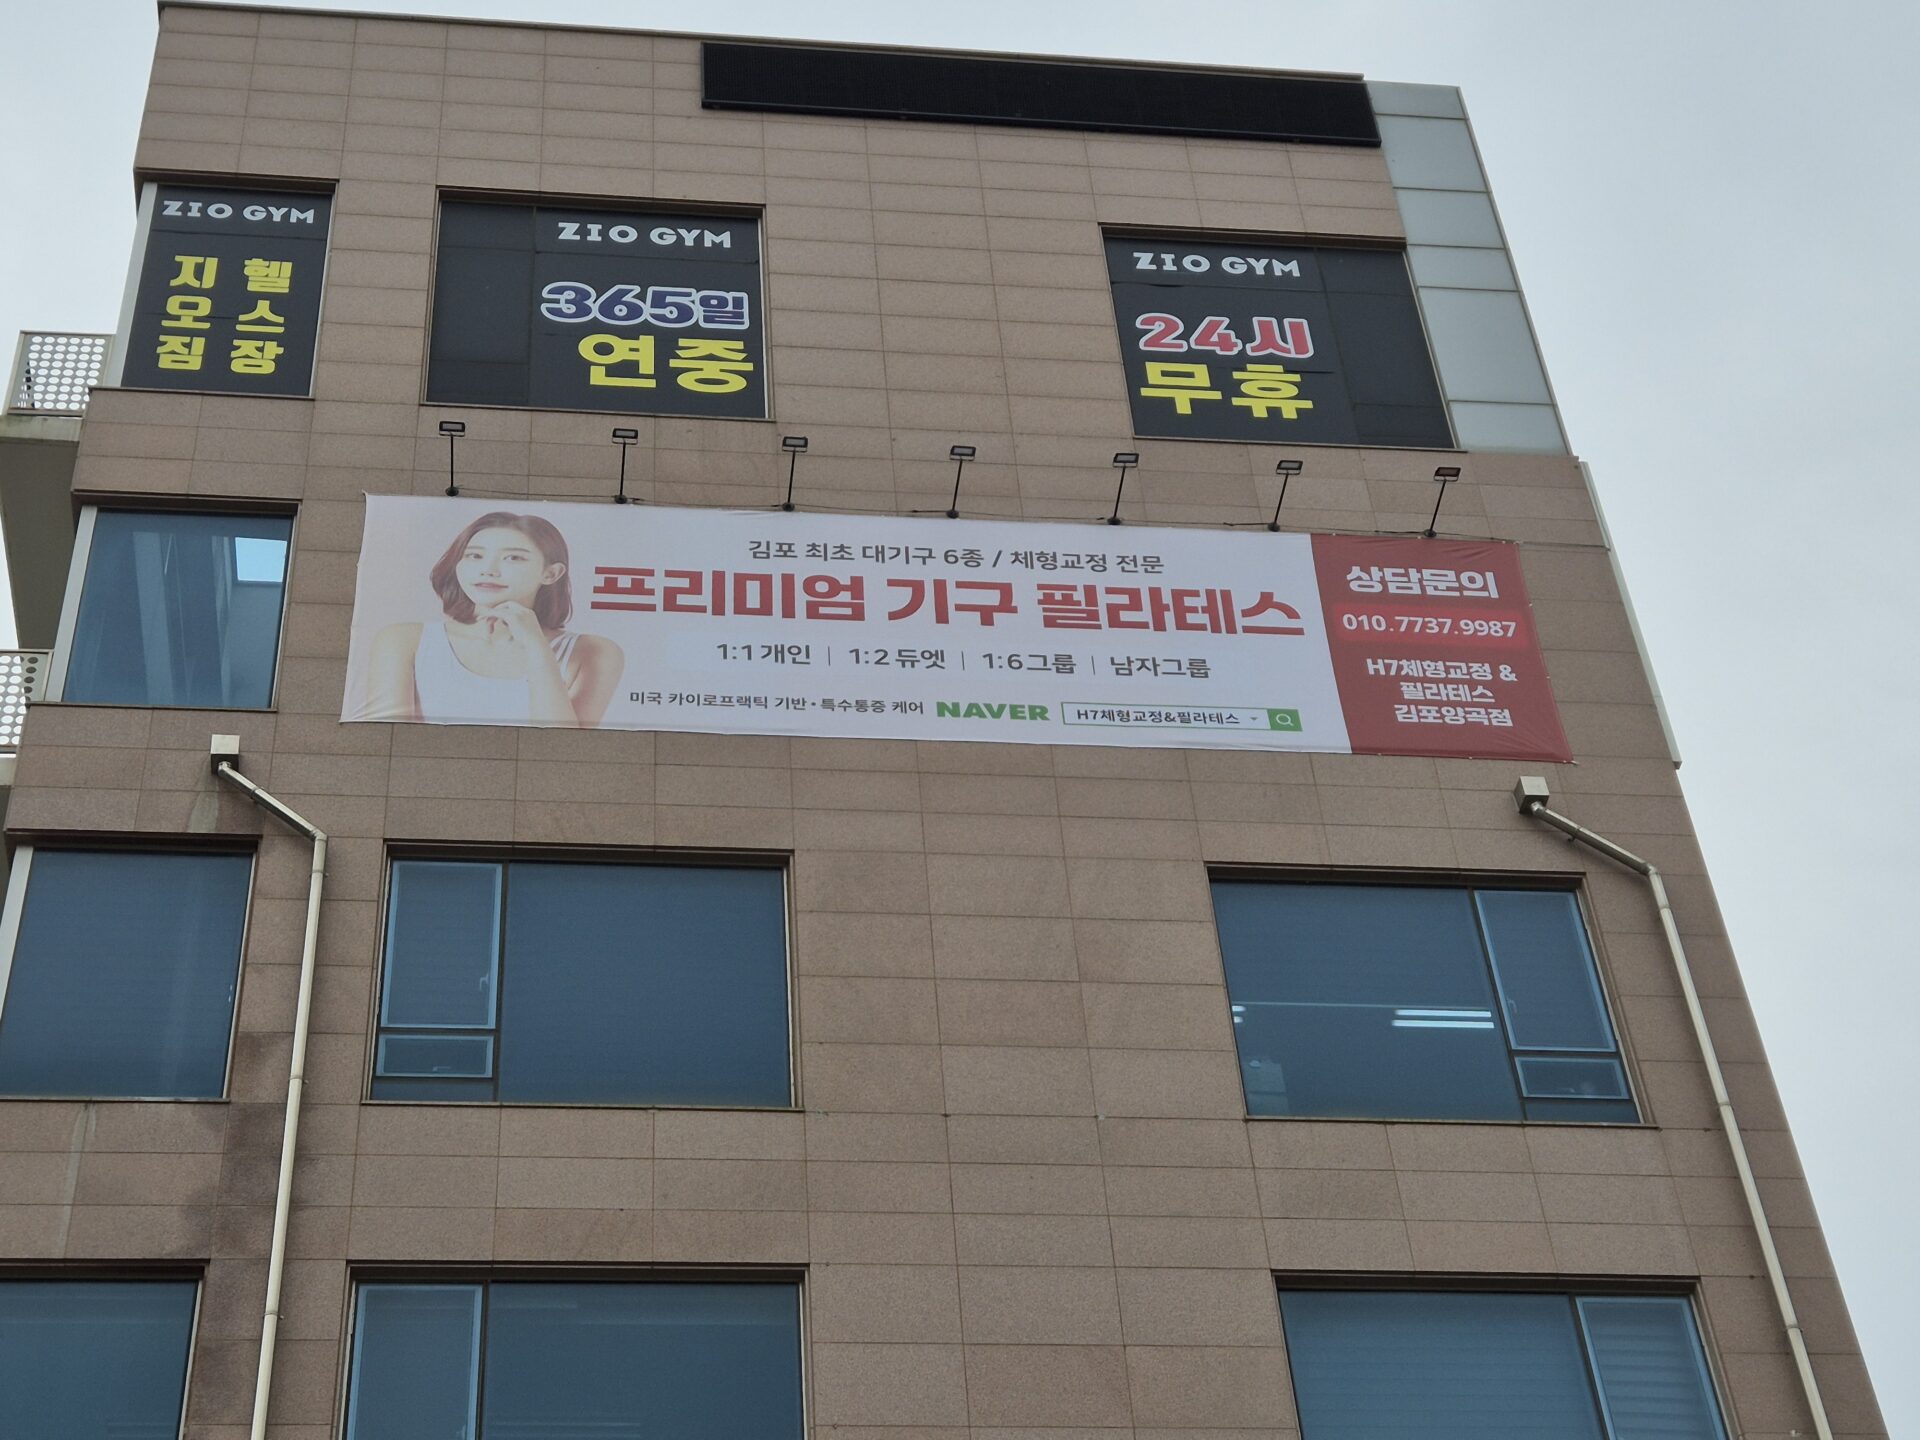 ZIO GYM
지오짐
헬스장
ZIO GYM
365일
연중
ZIO GYM
24시
무휴
김포 최초 대기구 6종 / 체형교정 전문
프리미엄 기구 필라테스
1:1 개인 | 1:2 듀엣 | 1:6 그룹 | 남자그룹
미국 카이로프랙틱 기반 • 특수통증 케어 NAVER H7체형교정&필라테스
상담문의
010.7737.9987
H7체형교정 &
필라테스
김포양곡점